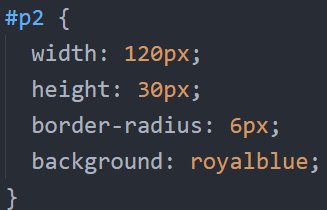 #p2 {
width: 120px;
height: 30px;
border-radius: 6px;
background: royalblue;
}